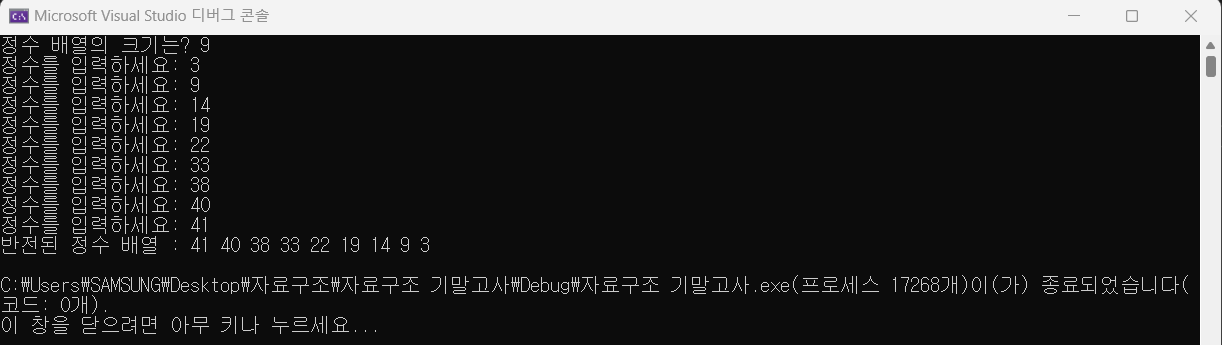 Microsoft Visual Studio 디버그 콘솔
정수 배열의 크기는? 9
정수를 입력하세요: 3
정수를 입력하세요: 9
정수를 입력하세요: 14
정수를 입력하세요: 19
정수를 입력하세요: 22
정수를 입력하세요: 33
정수를 입력하세요: 38
정수를 입력하세요: 40
정수를 입력하세요: 41
반전된 정수 배열 : 41 40 38 33 22 19 14 9 3
C:₩Users₩SAMSUNG₩Desktop₩자료구조₩자료구조 기말고사₩Debug₩자료구조 기말고사.exe(프로세스 17268개)이(가) 종료되었습니다(
코드: 0개).
이 창을 닫으려면 아무 키나 누르세요...